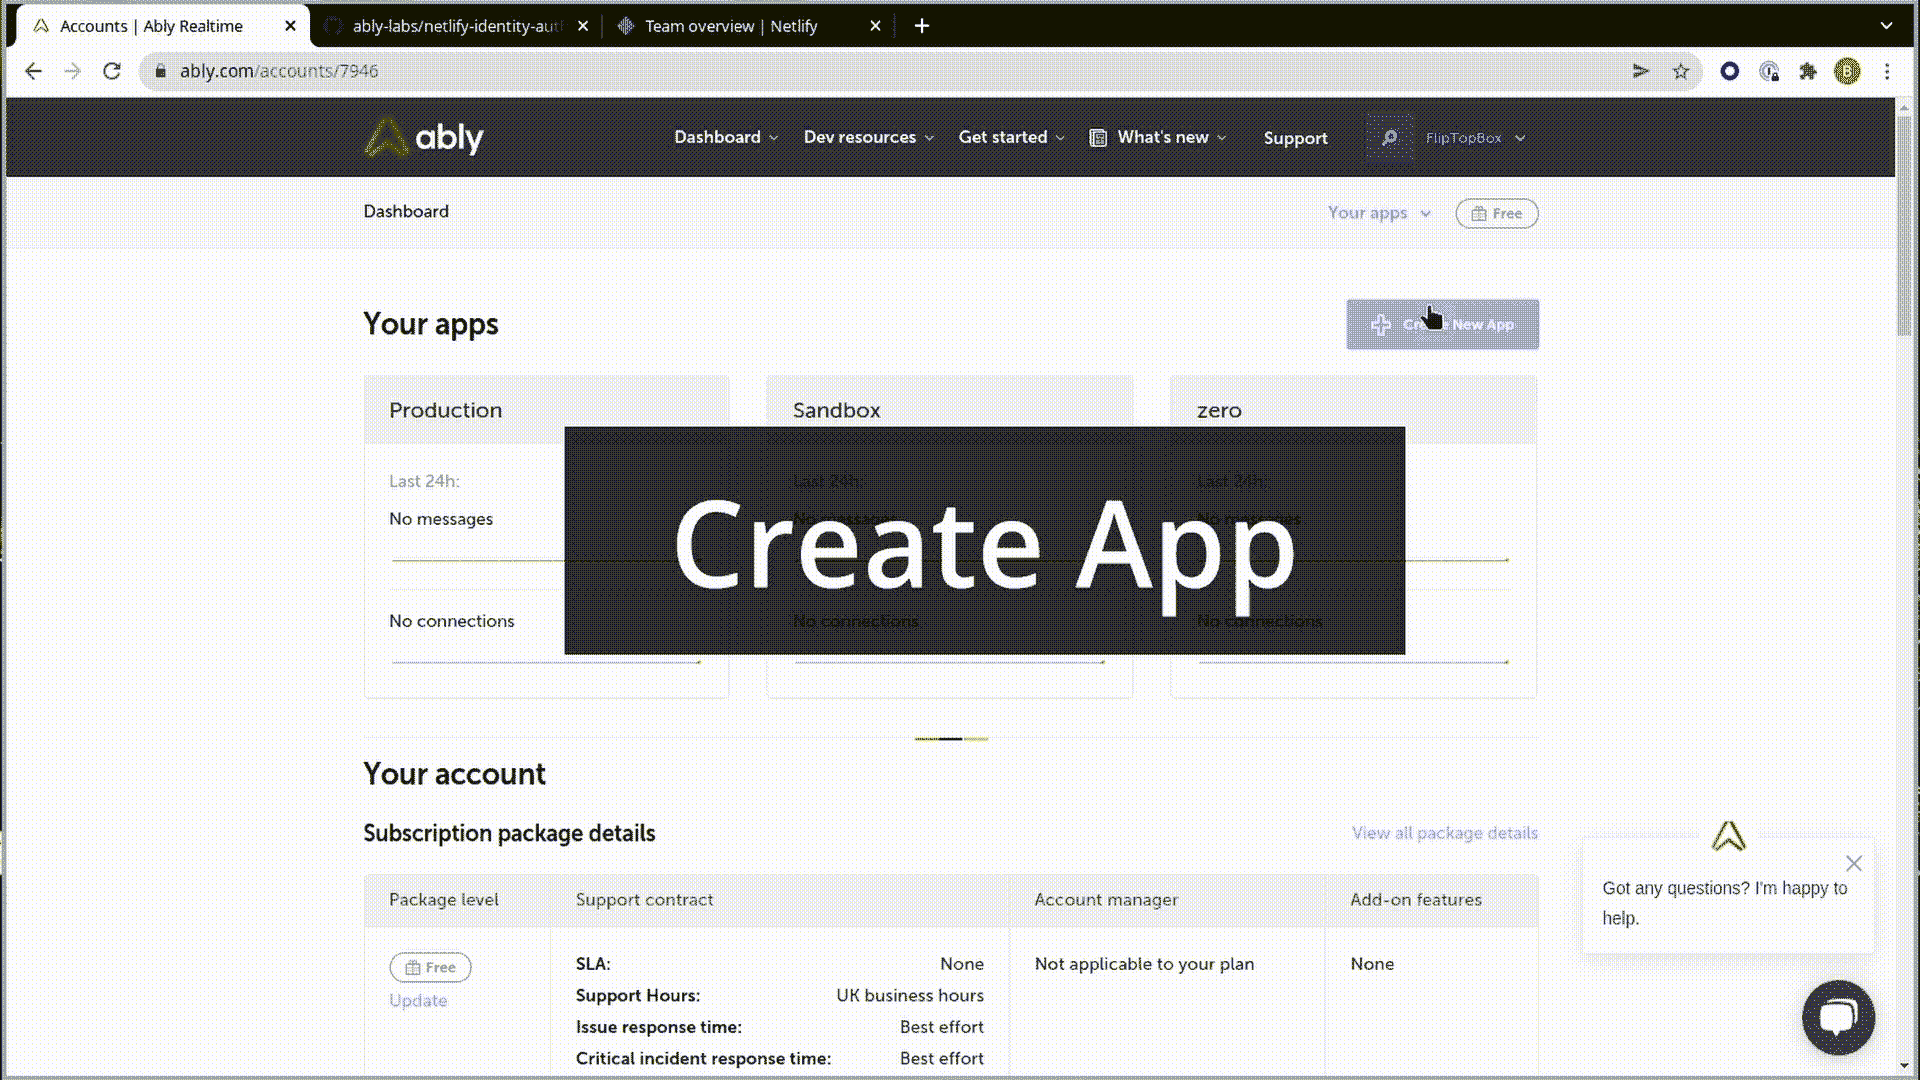 Accounts | Ably Realtime
ably-labs/netlify-identity-aut
Team overview | Netlify
ably.com/accounts/7946
B
ably
Dashboard
Dev resources
Get started
What's new
Support
FlipTopBox
Dashboard
Your apps
Free
Your apps
Create New App
Production
Sandbox
zero
Last 24h:
Last 24h:
Last 24h:
No messages
No messages
No messages
Create App
No connections
No connections
No connections
Your account
Subscription package details
View all package details
Package level
Support contract
Account manager
Add-on features
Free
Update
SLA:
None
Not applicable to your plan
None
Support Hours:
UK business hours
Issue response time:
Best effort
Critical incident response time:
Best effort
Got any questions? I'm happy to
help.